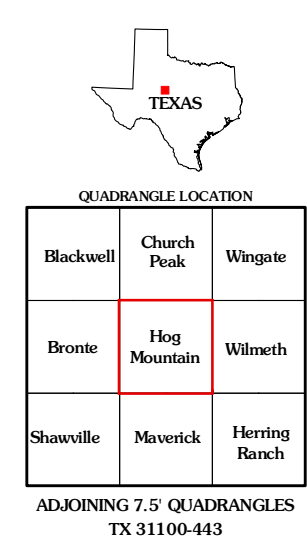 TEXAS
QUADRANGLE LOCATION
Blackwell
Church
Peak
Wingate
Bronte
Hog
Mountain
Wilmeth
Shawville
Maverick
Herring
Ranch
ADJOINING 7.5' QUADRANGLES
TX 31100-443